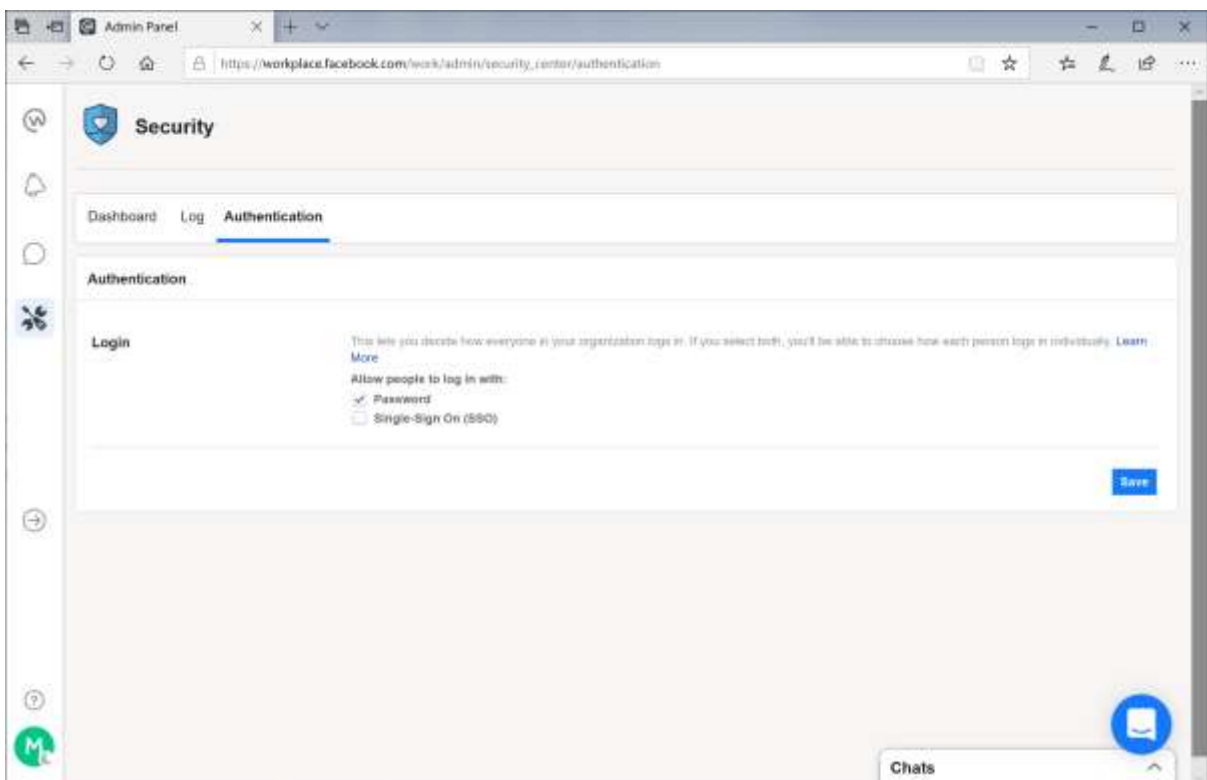 Admin Panel
https://workplace.facebook.com/work/admin/security_center/authentication
Security
Dashboard Log Authentication
Authentication
Login
This lets you decide how everyone in your organization logs in. If you select both, you'll be able to choose how each person logs in individually. Learn
More
Allow people to log in with:
Password
Single-Sign On (SSO)
Save
M
Chats